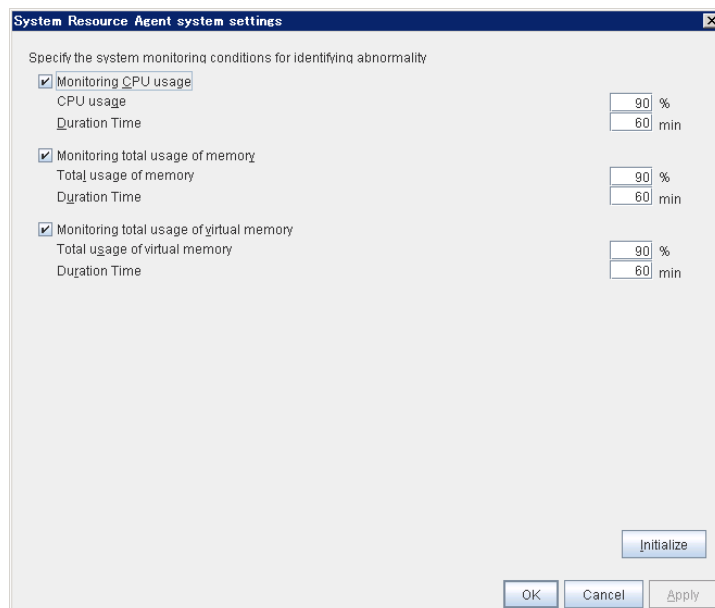 System Resource Agent system settings
Specify the system monitoring conditions for identifying abnormality
Monitoring CPU usage
CPU usage 90 %
Duration Time 60 min
Monitoring total usage of memory
Total usage of memory 90 %
Duration Time 60 min
Monitoring total usage of virtual memory
Total usage of virtual memory 90 %
Duration Time 60 min
Initialize
OK Cancel Apply